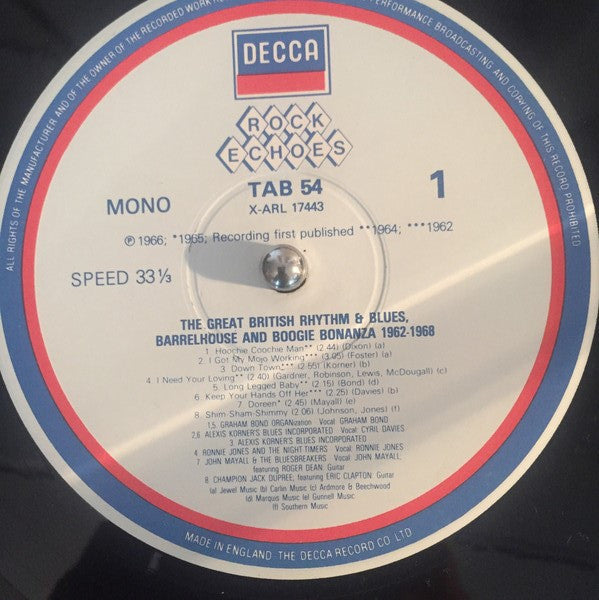 ALL RIGHTS OF THE MANUFACTURER AND OF THE OWNER OF THE RECORDED WORK RE
PERFORMANCE BROADCASTING AND COPYING OF THIS RECORD PROHIBITED
DECCA
ROCK
ECHOES
TAB 54
X-ARL 17443
MONO
1
℗ 1966; *1965; Recording first published **1964; ***1962
SPEED 33⅓
THE GREAT BRITISH RHYTHM & BLUES,
BARRELHOUSE AND BOOGIE BONANZA 1962-1968
1 Hoochie Coochie Man** (2 44) (Dixon) (a)
2. I Got My Mojo Working*** (3.05) (Foster) (a)
3 Down Town*** (2 55) (Korner) (b)
4 I Need Your Loving** (2 40) (Gardner, Robinson, Lewis, McDougall) (c)
5. Long Legged Baby** (2 15) (Bond) (d)
6 Keep Your Hands Off Her*** (2 25) (Davies) (b)
7 Doreen* (2 45) (Mayall) (e)
8 Shim-Sham-Shimmy (2 06) (Johnson, Jones) (f)
1,5. GRAHAM BOND ORGANization Vocal GRAHAM BOND
2,6 ALEXIS KORNER'S BLUES INCORPORATED Vocal: CYRIL DAVIES
3. ALEXIS KORNER'S BLUES INCORPORATED
4 RONNIE JONES AND THE NIGHT TIMERS Vocal RONNIE JONES
7 JOHN MAYALL & THE BLUESBREAKERS Vocal JOHN MAYALL;
featuring ROGER DEAN: Guitar
8 CHAMPION JACK DUPREE; featuring ERIC CLAPTON: Guitar
(a) Jewel Music (b) Carlin Music (c) Ardmore & Beechwood
(d) Marquis Music (e) Gunnell Music
(f) Southern Music
MADE IN ENGLAND. THE DECCA RECORD CO. LTD